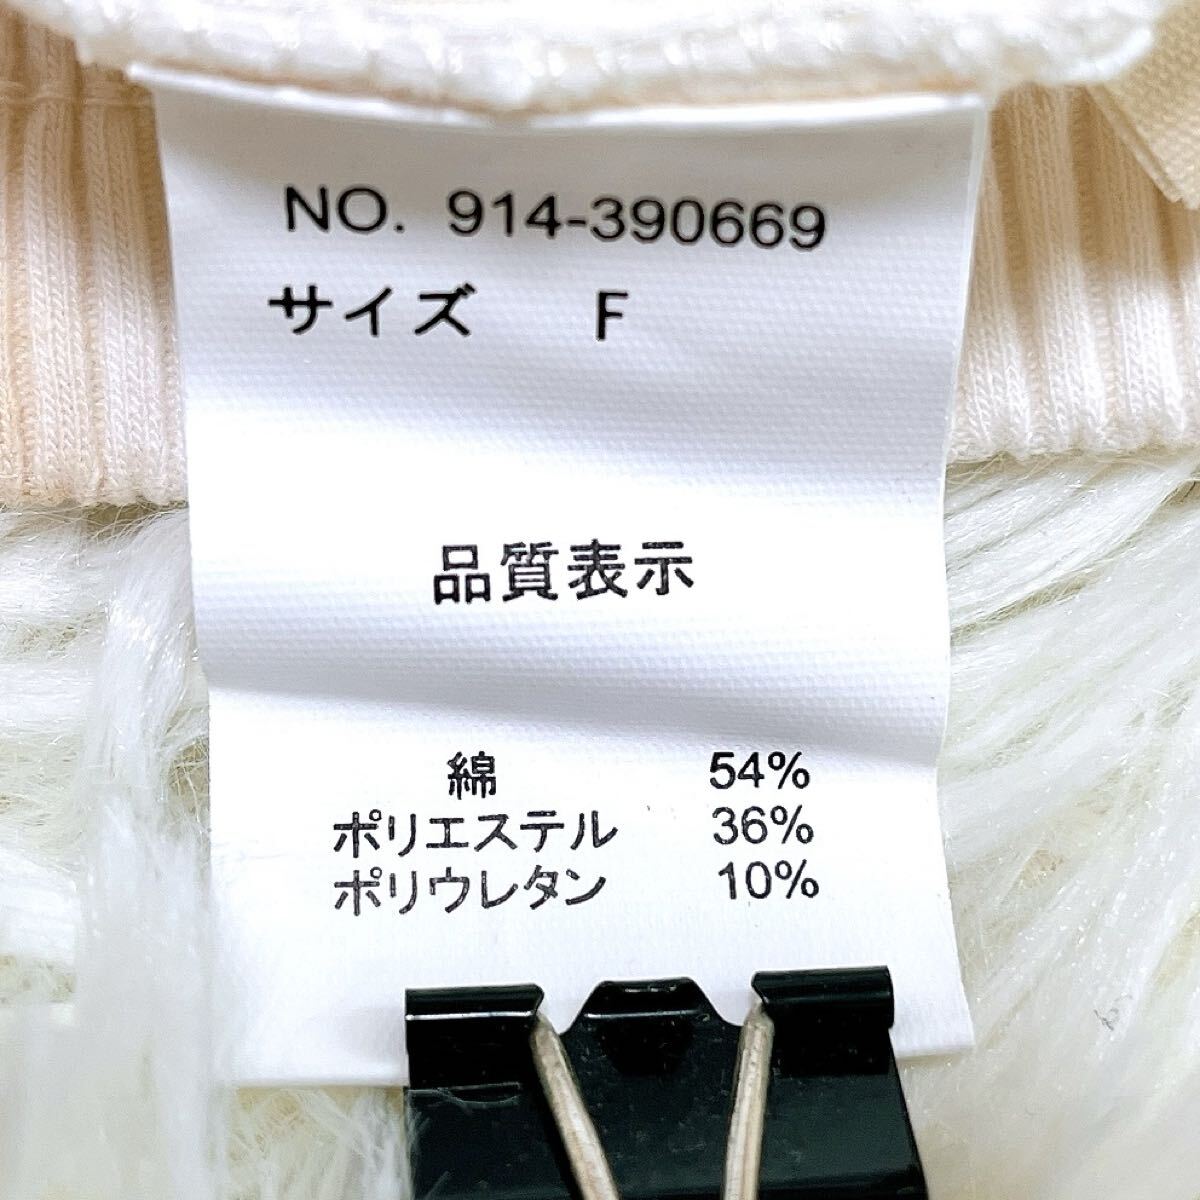 NO. 914-390669
サイズ F
品質表示
綿 54%
ポリエステル 36%
ポリウレタン 10%